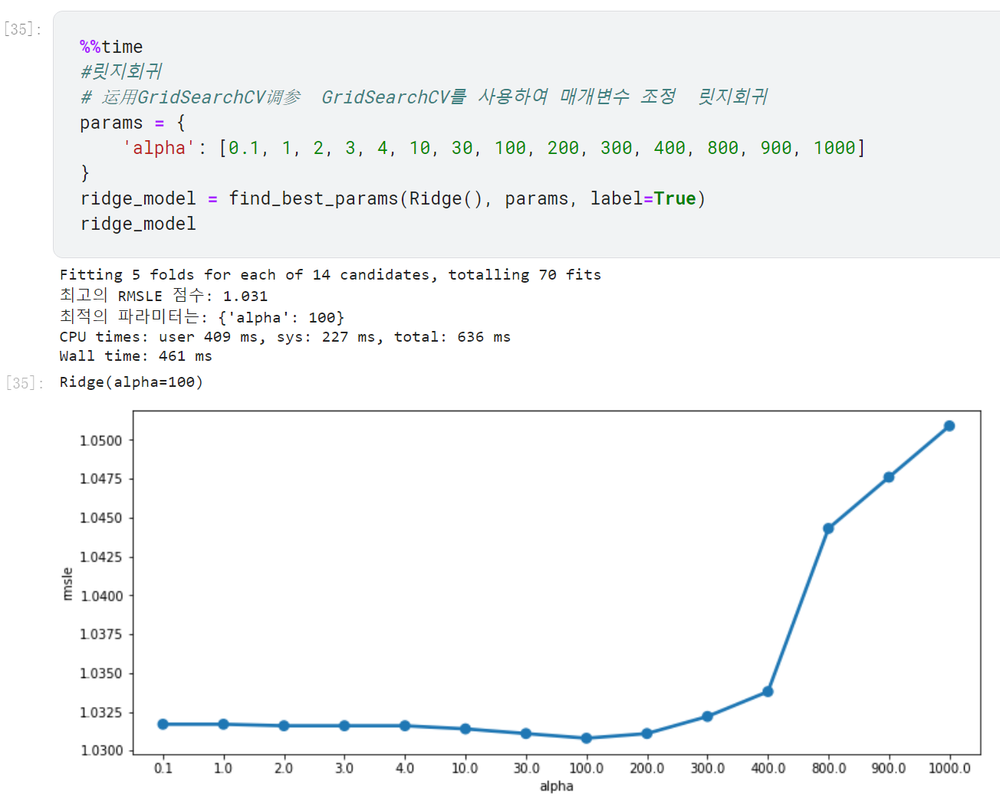 [35]:
%%time
#릿지회귀
# 运用GridSearchCV调参  GridSearchCV를 사용하여 매개변수 조정  릿지회귀
params = {
    'alpha': [0.1, 1, 2, 3, 4, 10, 30, 100, 200, 300, 400, 800, 900, 1000]
}
ridge_model = find_best_params(Ridge(), params, label=True)
ridge_model
Fitting 5 folds for each of 14 candidates, totalling 70 fits
최고의 RMSLE 점수: 1.031
최적의 파라미터는: {'alpha': 100}
CPU times: user 409 ms, sys: 227 ms, total: 636 ms
Wall time: 461 ms
[35]: Ridge(alpha=100)
1.0500
1.0475
1.0450
1.0425
1.0400
1.0375
1.0350
1.0325
1.0300
rmsle
0.1 1.0 2.0 3.0 4.0 10.0 30.0 100.0 200.0 300.0 400.0 800.0 900.0 1000.0
alpha